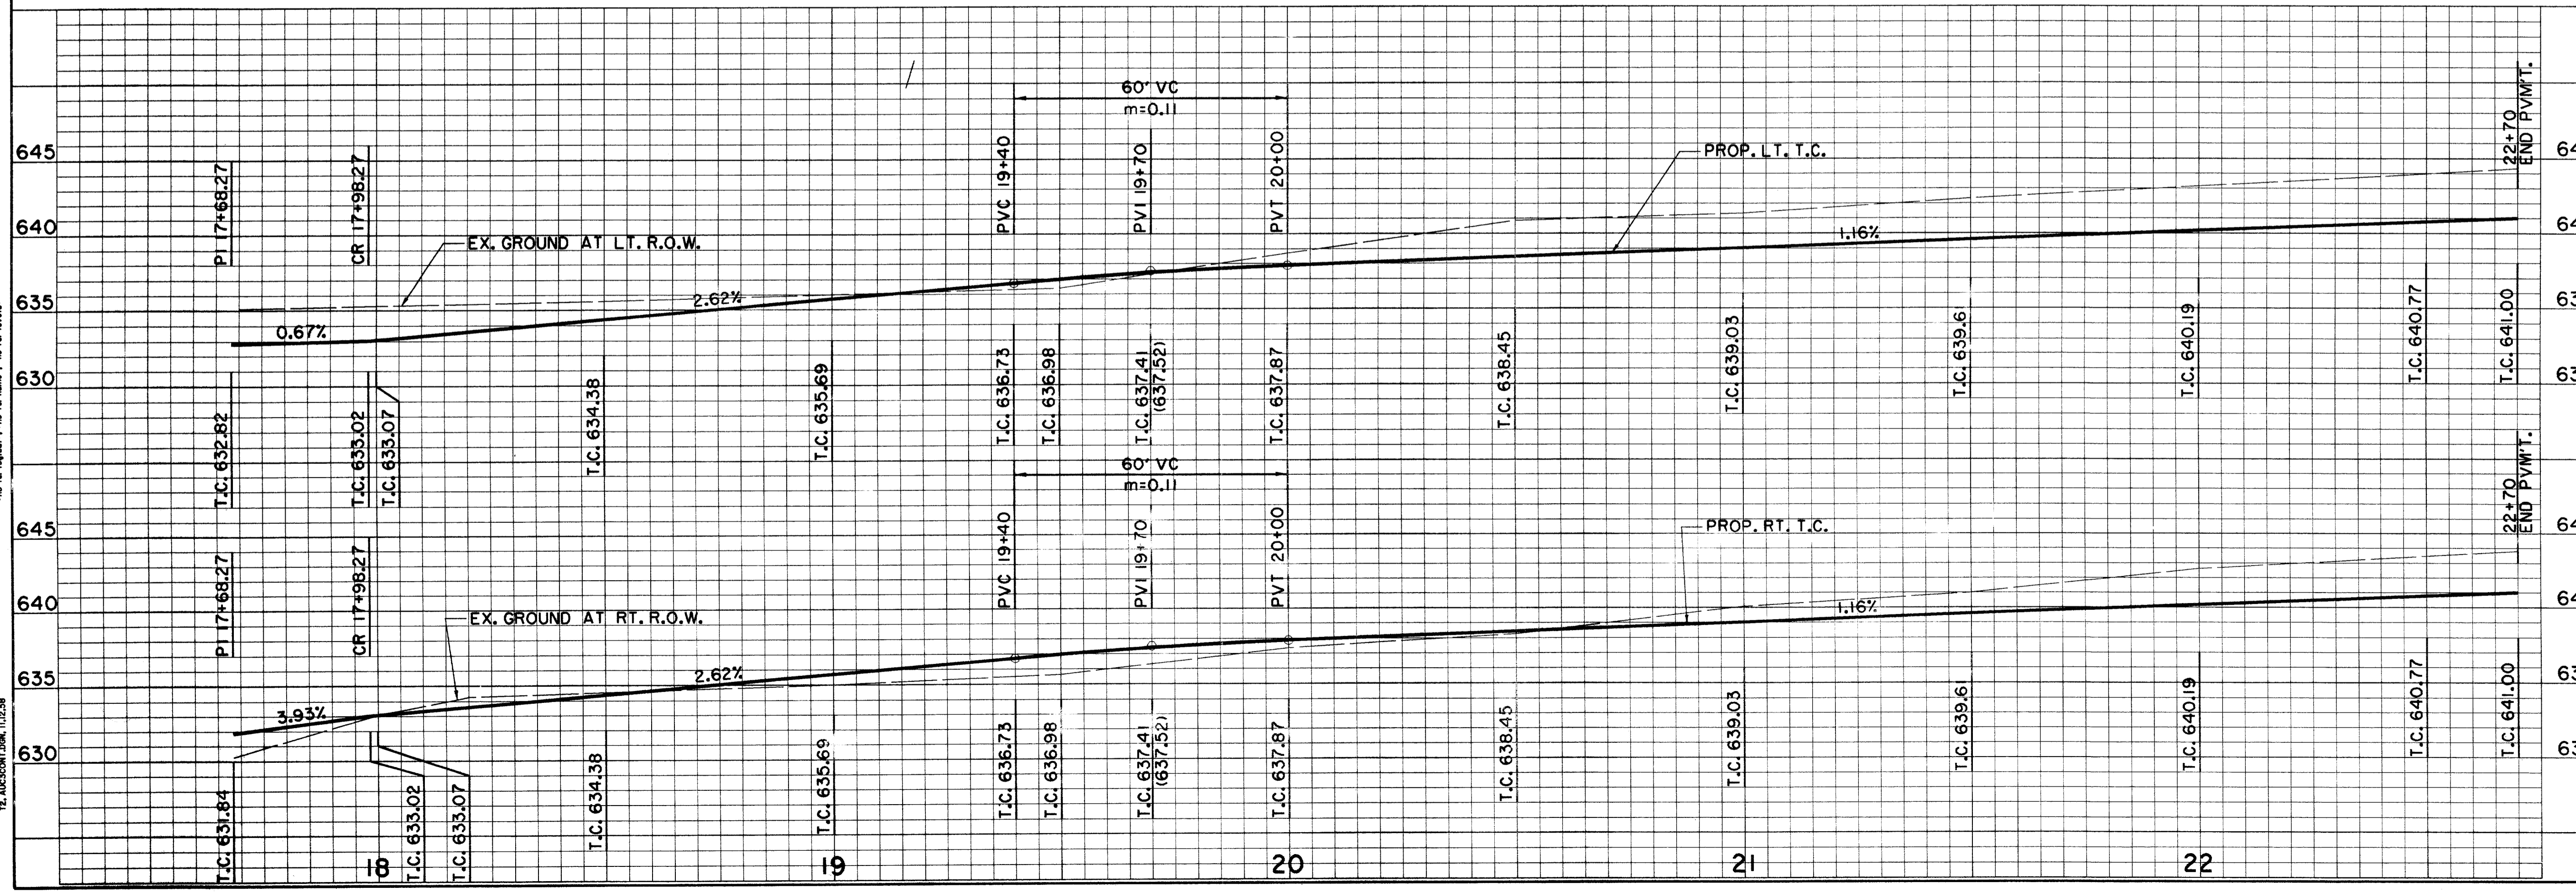 60' VC
m=0.11
22+70
END PVM'T.
645
PI 17+68.27
CR 17+98.27
PVC 19+40
PVI 19+70
PVT 20+00
PROP. LT. T.C.
640
EX. GROUND AT LT. R.O.W.
1.16%
635
0.67%
2.62%
630
T.C. 632.82
T.C. 633.02
T.C. 633.07
T.C. 634.38
T.C. 635.69
T.C. 636.73
T.C. 636.98
T.C. 637.41
(637.52)
T.C. 637.87
T.C. 638.45
T.C. 639.03
T.C. 639.61
T.C. 640.19
T.C. 640.77
T.C. 641.00
60' VC
m=0.11
22+70
END PVM'T.
645
PI 17+68.27
CR 17+98.27
PVC 19+40
PVI 19+70
PVT 20+00
PROP. RT. T.C.
640
EX. GROUND AT RT. R.O.W.
1.16%
635
3.93%
2.62%
630
T.C. 631.84
T.C. 633.02
T.C. 633.07
T.C. 634.38
T.C. 635.69
T.C. 636.73
T.C. 636.98
T.C. 637.41
(637.52)
T.C. 637.87
T.C. 638.45
T.C. 639.03
T.C. 639.61
T.C. 640.19
T.C. 640.77
T.C. 641.00
18
19
20
21
22